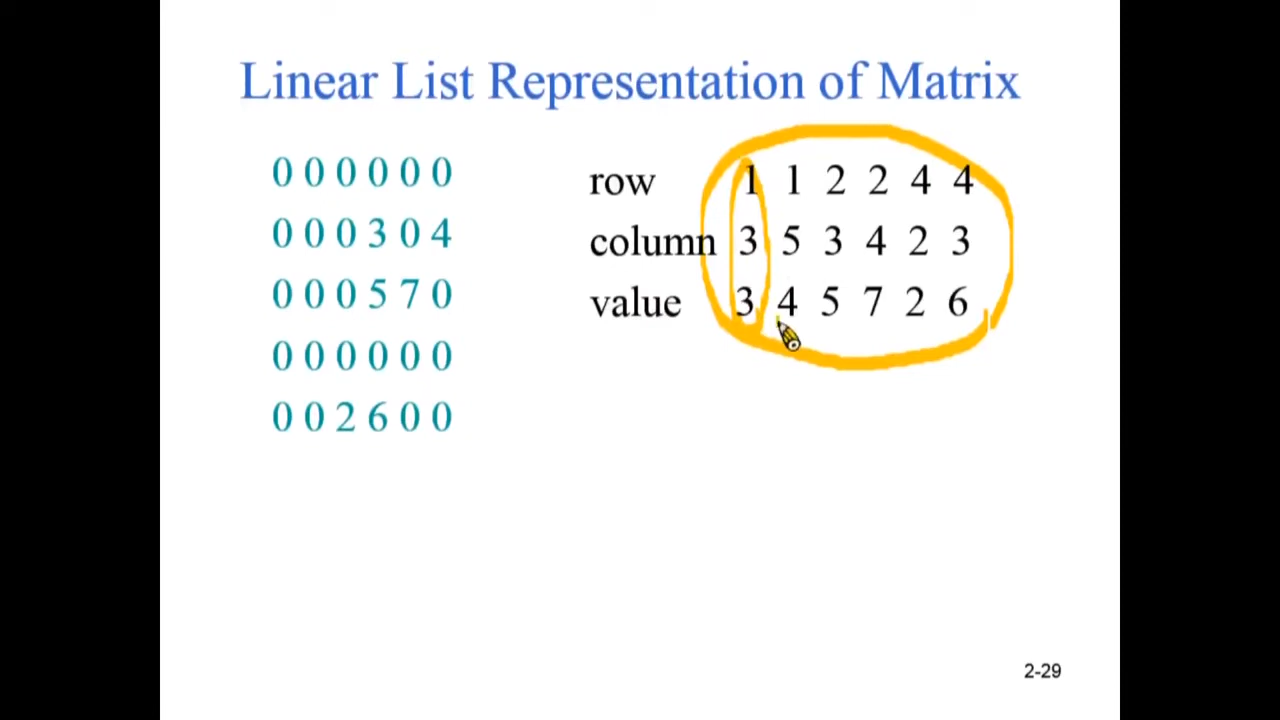 Linear List Representation of Matrix
0 0 0 0 0 0
0 0 0 3 0 4
0 0 0 5 7 0
0 0 0 0 0 0
0 0 2 6 0 0
row 1 1 2 2 4 4
column 3 5 3 4 2 3
value 3 4 5 7 2 6
2-29